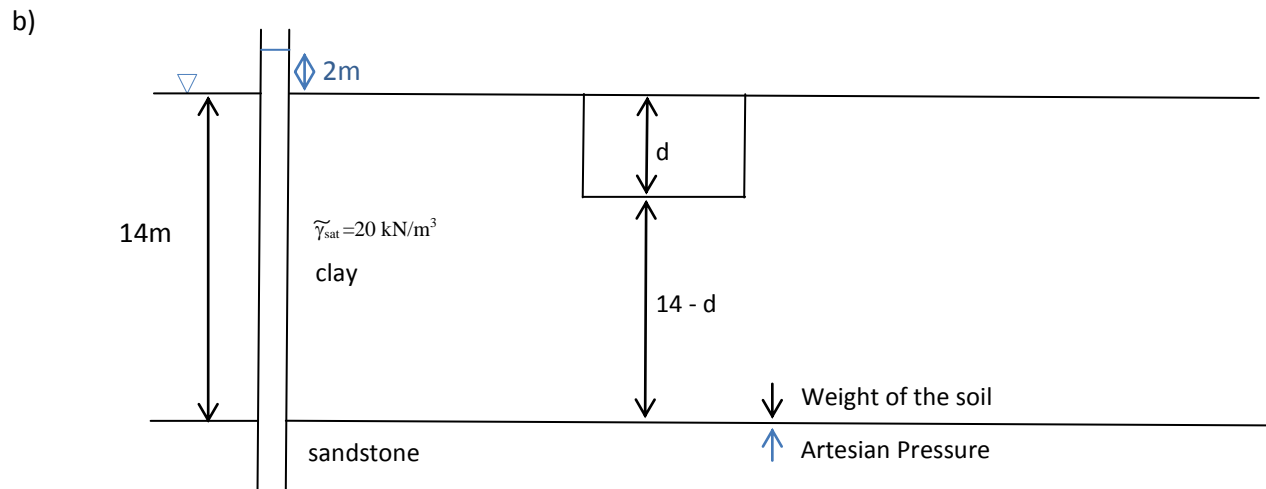 b)
2m
d
14m
γ̃sat=20 kN/m³
clay
14 - d
Weight of the soil
sandstone
Artesian Pressure